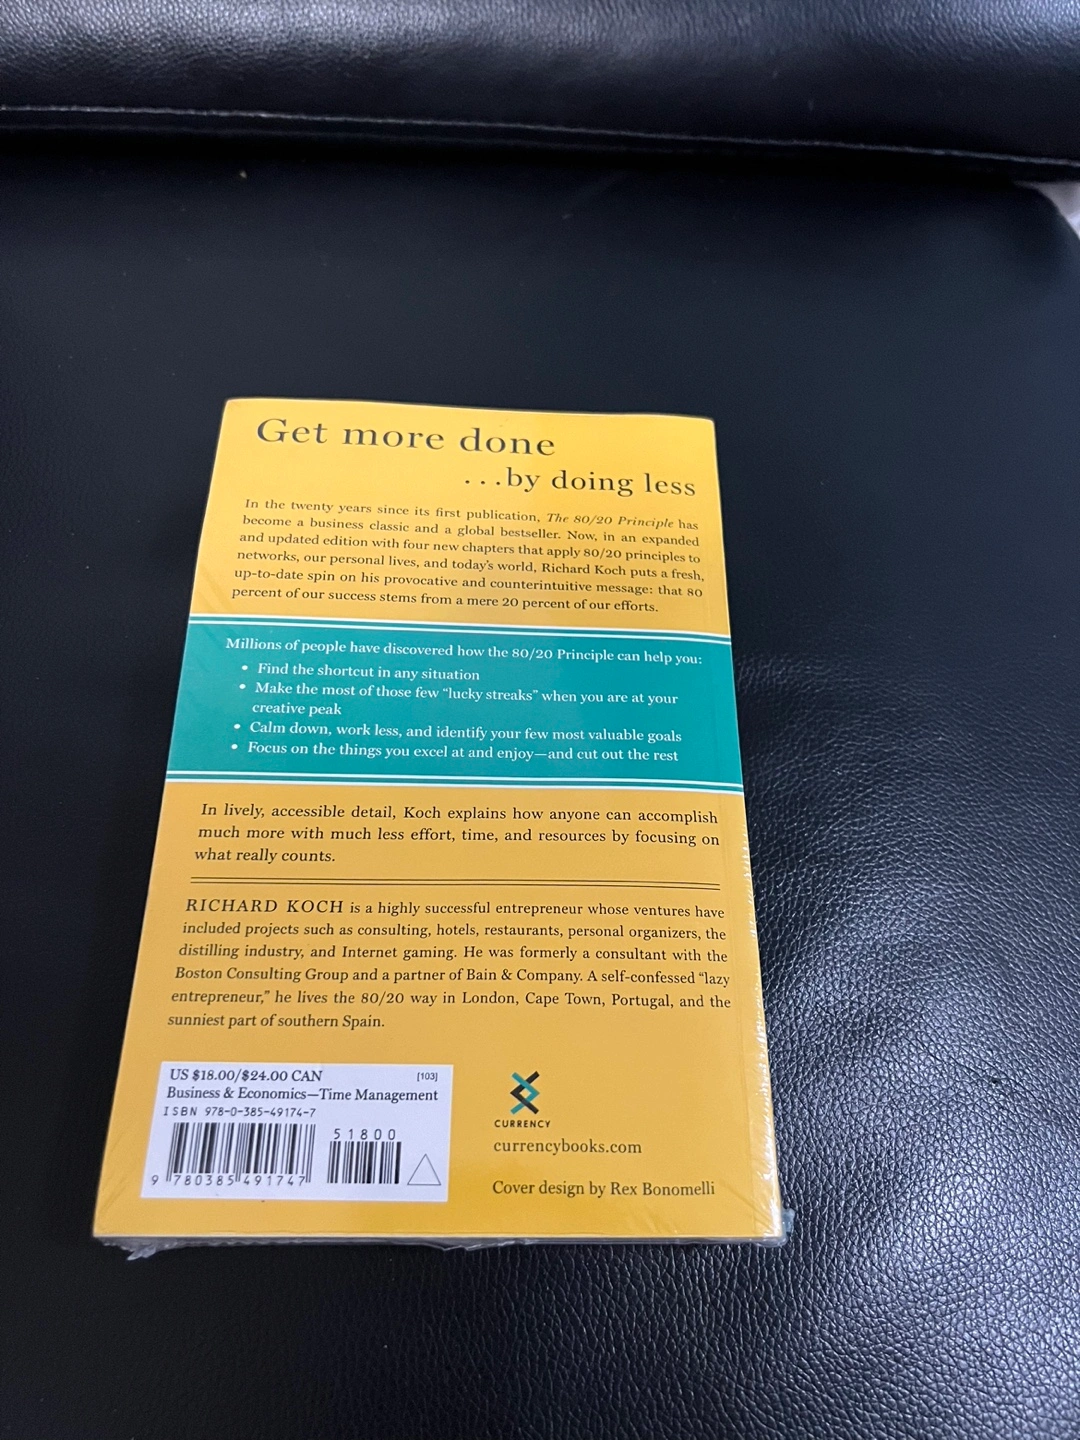 Get more done
...by doing less
In the twenty years since its first publication, The 80/20 Principle has
become a business classic and a global bestseller. Now, in an expanded
and updated edition with four new chapters that apply 80/20 principles to
networks, our personal lives, and today's world, Richard Koch puts a fresh,
up-to-date spin on his provocative and counterintuitive message: that 80
percent of our success stems from a mere 20 percent of our efforts.
Millions of people have discovered how the 80/20 Principle can help you:
• Find the shortcut in any situation
• Make the most of those few "lucky streaks" when you are at your
creative peak
• Calm down, work less, and identify your few most valuable goals
• Focus on the things you excel at and enjoy—and cut out the rest
In lively, accessible detail, Koch explains how anyone can accomplish
much more with much less effort, time, and resources by focusing on
what really counts.
RICHARD KOCH is a highly successful entrepreneur whose ventures have
included projects such as consulting, hotels, restaurants, personal organizers, the
distilling industry, and Internet gaming. He was formerly a consultant with the
Boston Consulting Group and a partner of Bain & Company. A self-confessed "lazy
entrepreneur," he lives the 80/20 way in London, Cape Town, Portugal, and the
sunniest part of southern Spain.
US $18.00/$24.00 CAN [103]
Business & Economics—Time Management
ISBN 978-0-385-49174-7
51800
9 780385 491747
CURRENCY
currencybooks.com
Cover design by Rex Bonomelli